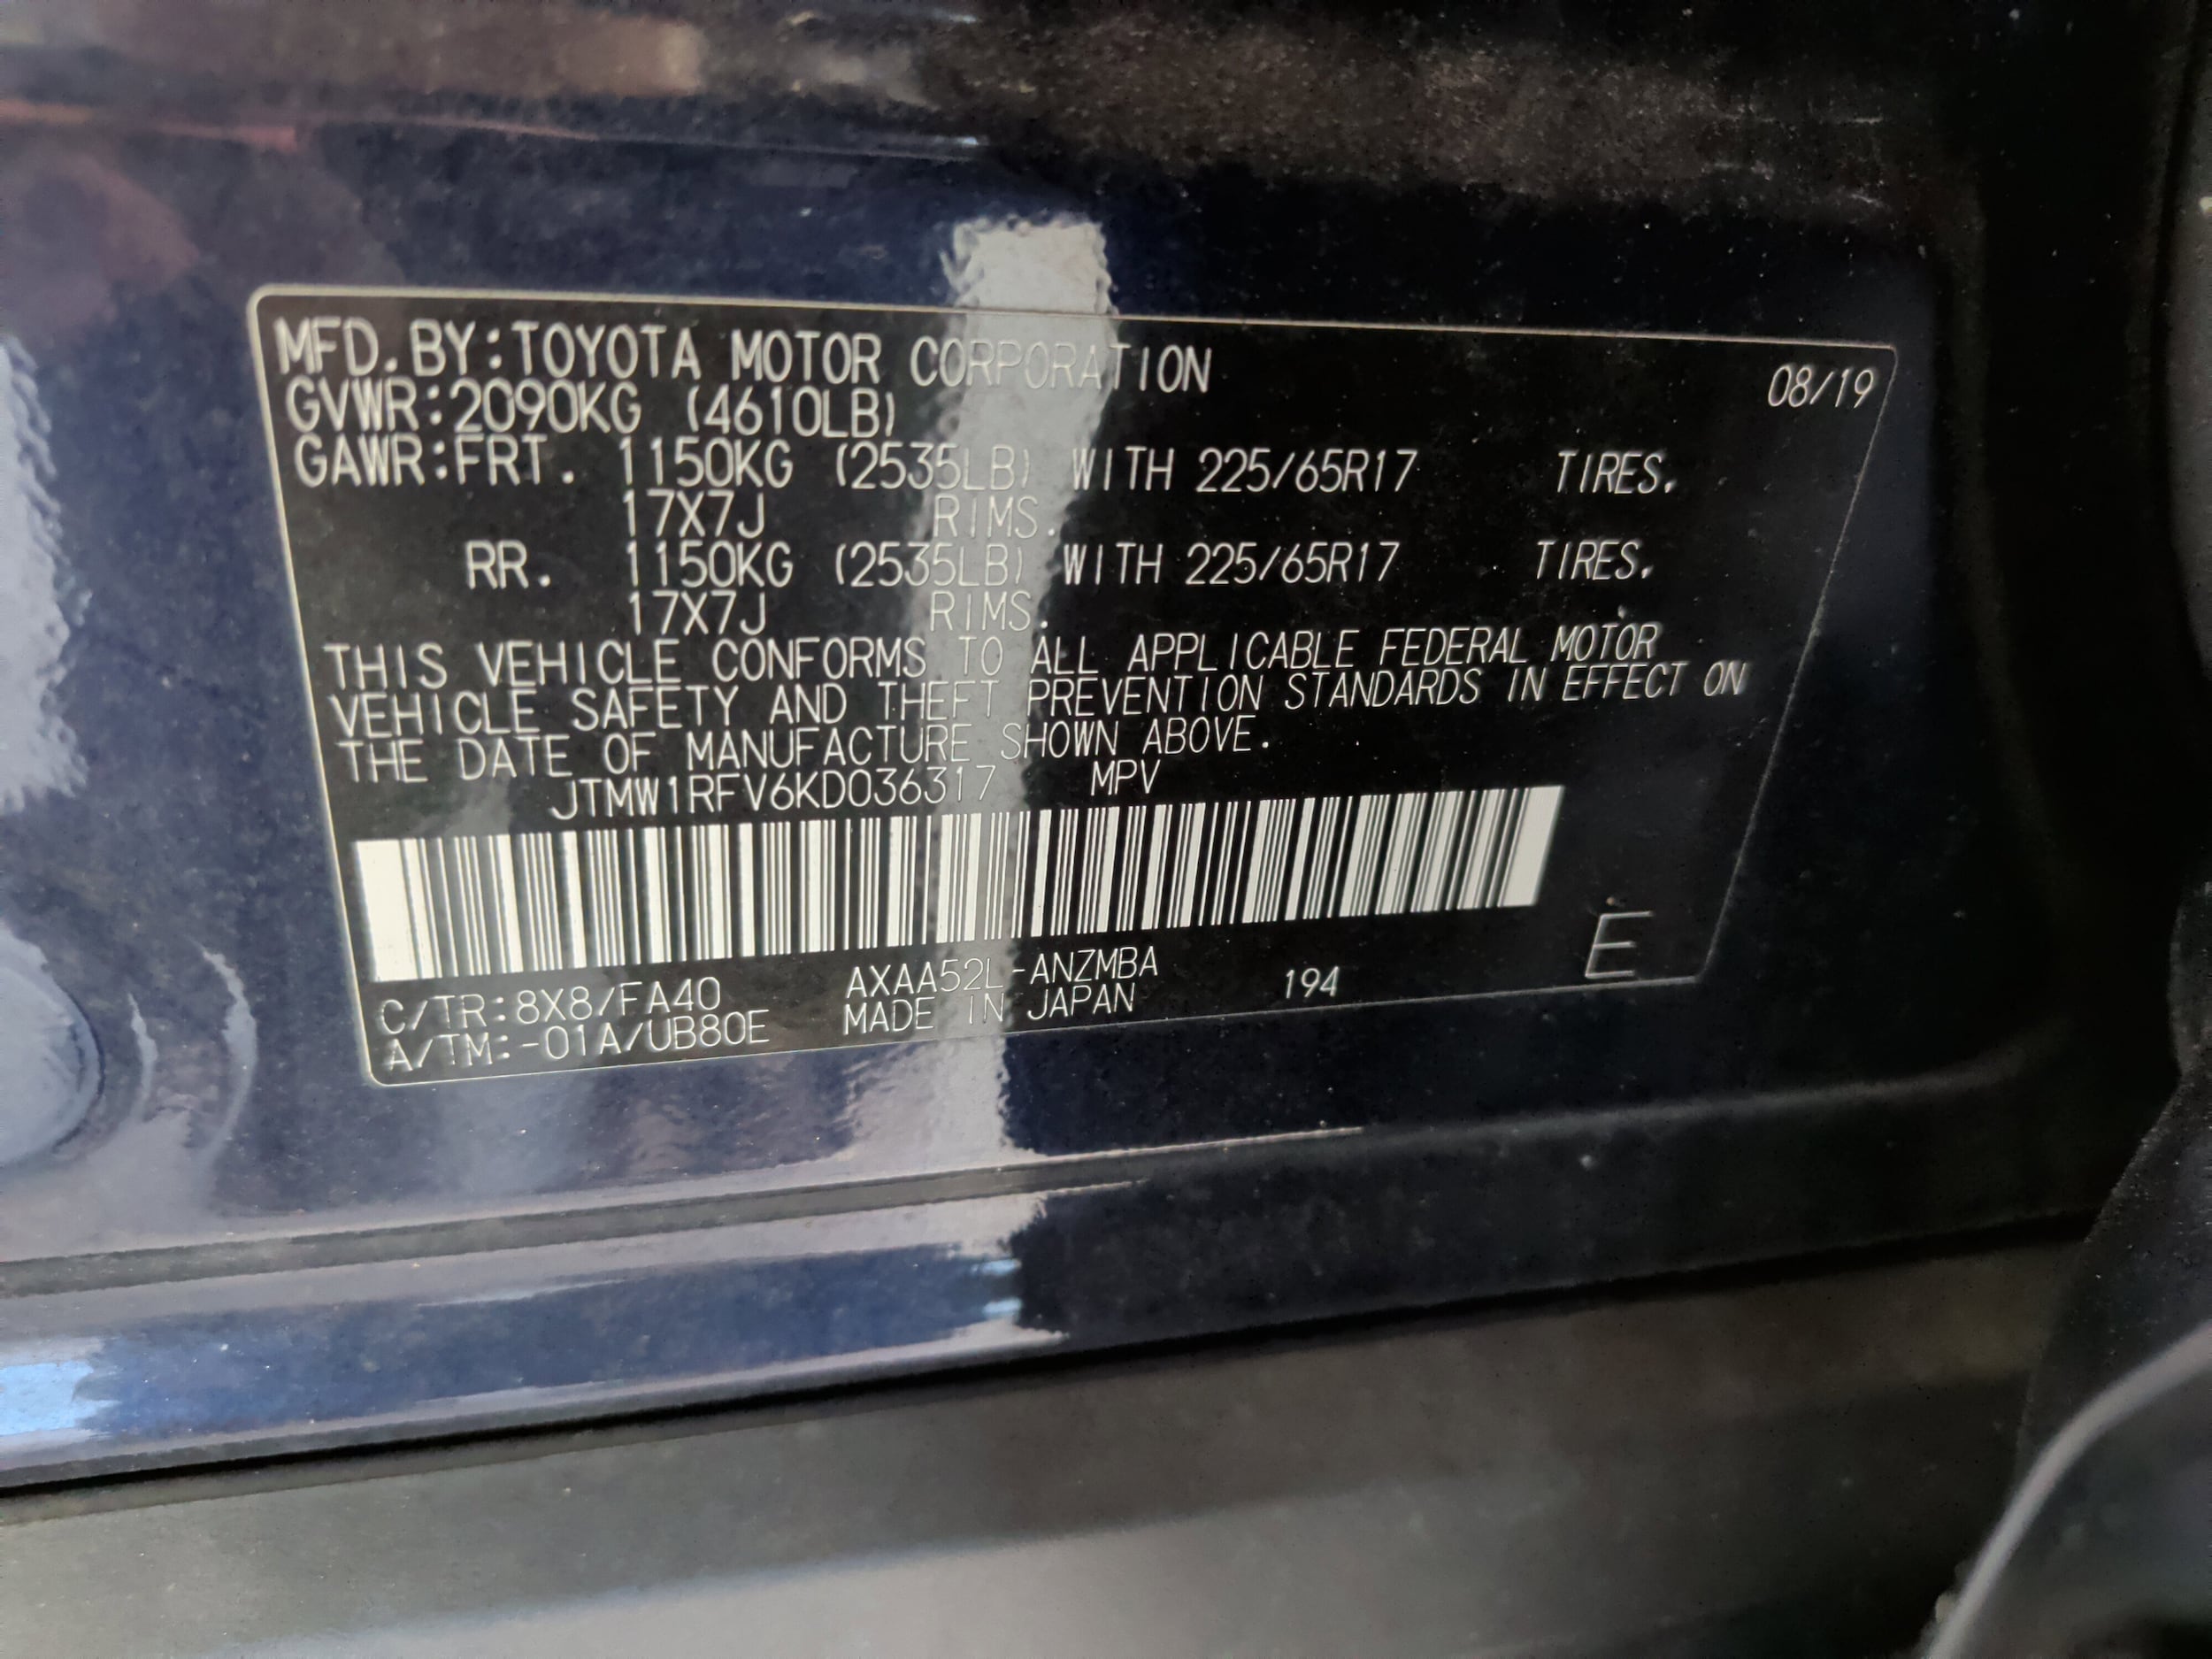 MFD.BY:TOYOTA MOTOR CORPORATION 08/19
GVWR:2090KG (4610LB)
GAWR:FRT. 1150KG (2535LB) WITH 225/65R17 TIRES.
17X7J RIMS.
RR. 1150KG (2535LB) WITH 225/65R17 TIRES.
17X7J RIMS.
THIS VEHICLE CONFORMS TO ALL APPLICABLE FEDERAL MOTOR
VEHICLE SAFETY AND THEFT PREVENTION STANDARDS IN EFFECT ON
THE DATE OF MANUFACTURE SHOWN ABOVE.
JTMW1RFV6KD036317 MPV
E
C/TR:8X8/FA40 AXAA52L-ANZMBA 194
A/TM:-01A/UB80E MADE IN JAPAN